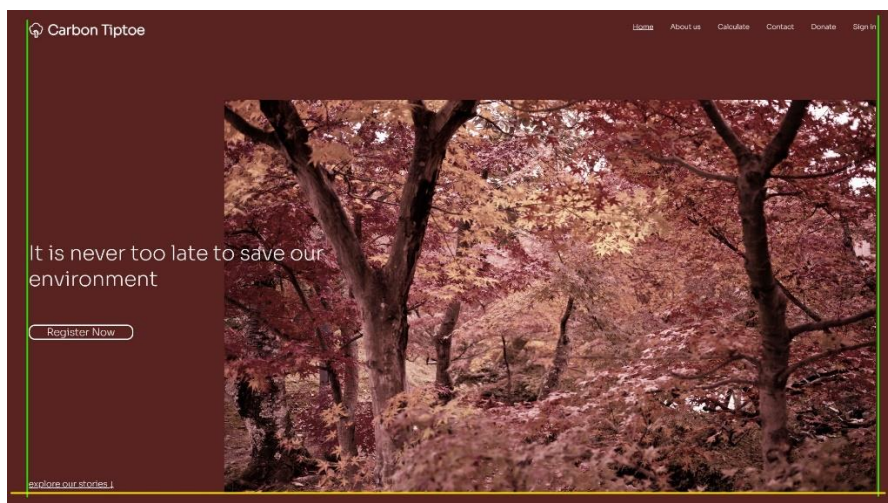 Carbon Tiptoe
Home About us Calculate Contact Donate Sign in
It is never too late to save our
environment
Register Now
explore our stories ↓